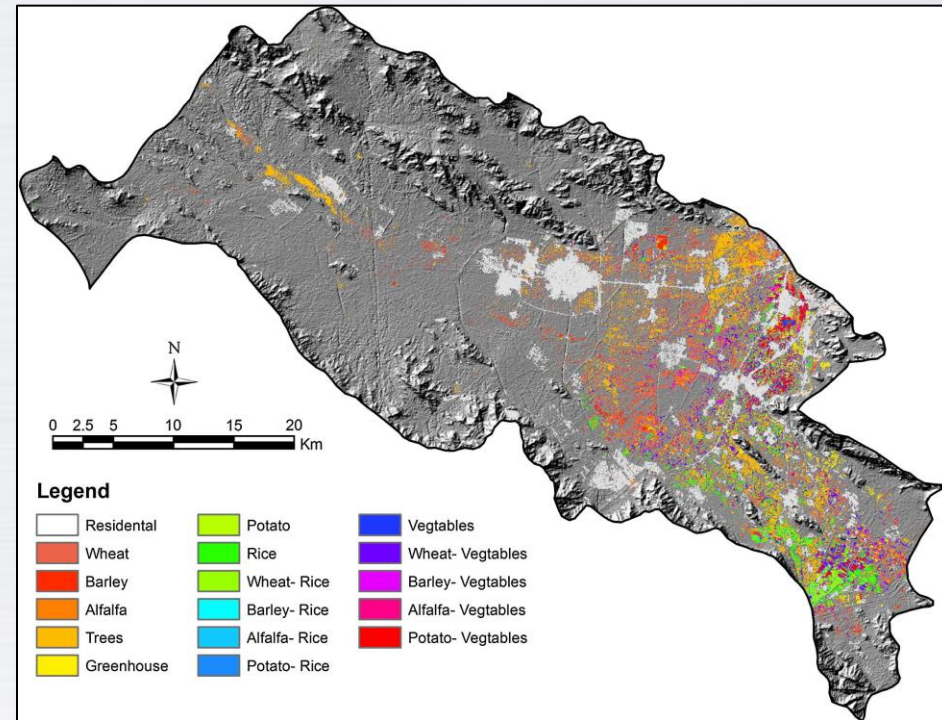 N
0 2.5 5 10 15 20
Km
Legend
Residental
Wheat
Barley
Alfalfa
Trees
Greenhouse
Potato
Rice
Wheat- Rice
Barley- Rice
Alfalfa- Rice
Potato- Rice
Vegtables
Wheat- Vegtables
Barley- Vegtables
Alfalfa- Vegtables
Potato- Vegtables